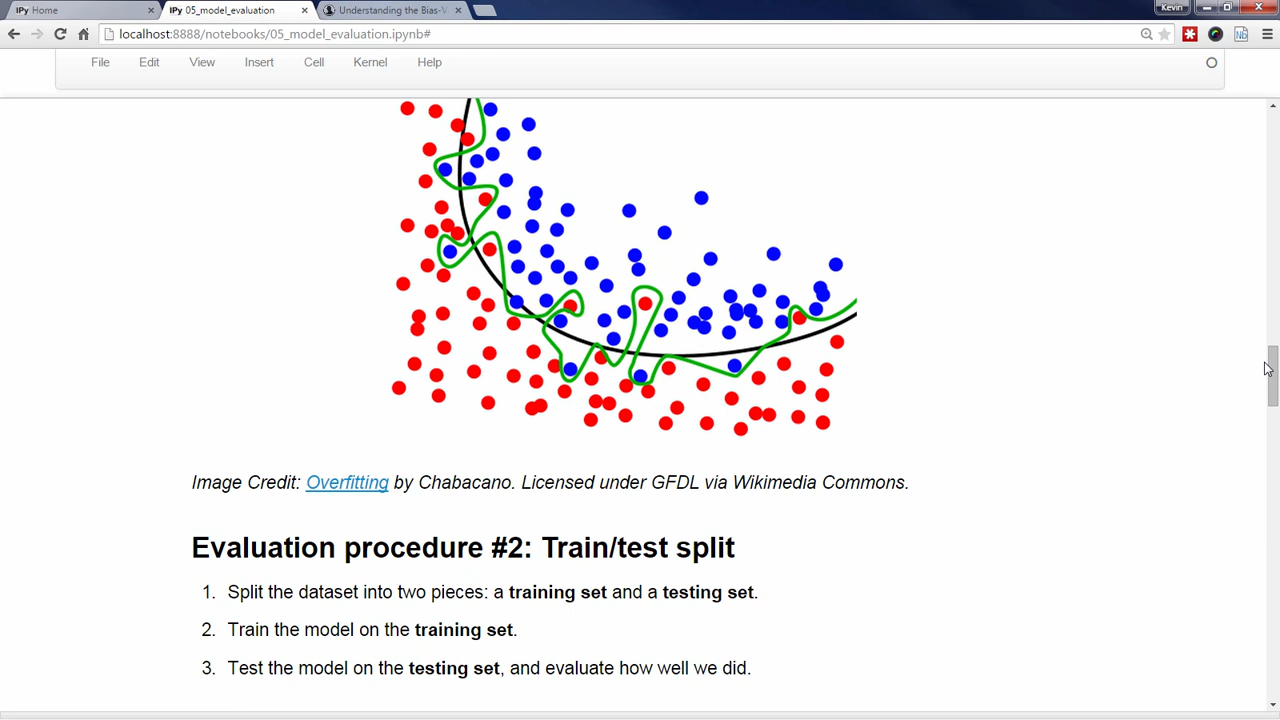 IPy Home
IPy 05_model_evaluation
Understanding the Bias-V
Kevin
localhost:8888/notebooks/05_model_evaluation.ipynb#
Nb
File Edit View Insert Cell Kernel Help
Image Credit: Overfitting by Chabacano. Licensed under GFDL via Wikimedia Commons.
Evaluation procedure #2: Train/test split
1. Split the dataset into two pieces: a training set and a testing set.
2. Train the model on the training set.
3. Test the model on the testing set, and evaluate how well we did.